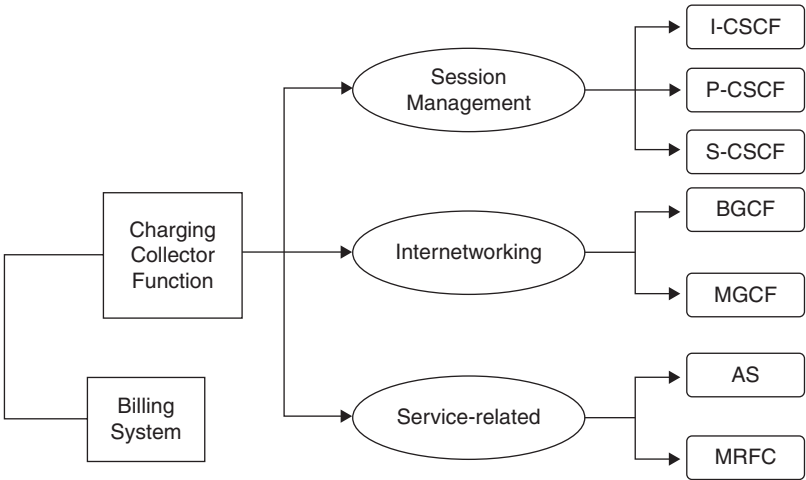 I-CSCF
Session
Management
P-CSCF
S-CSCF
Charging
Collector
Function
BGCF
Internetworking
MGCF
AS
Billing
System
Service-related
MRFC